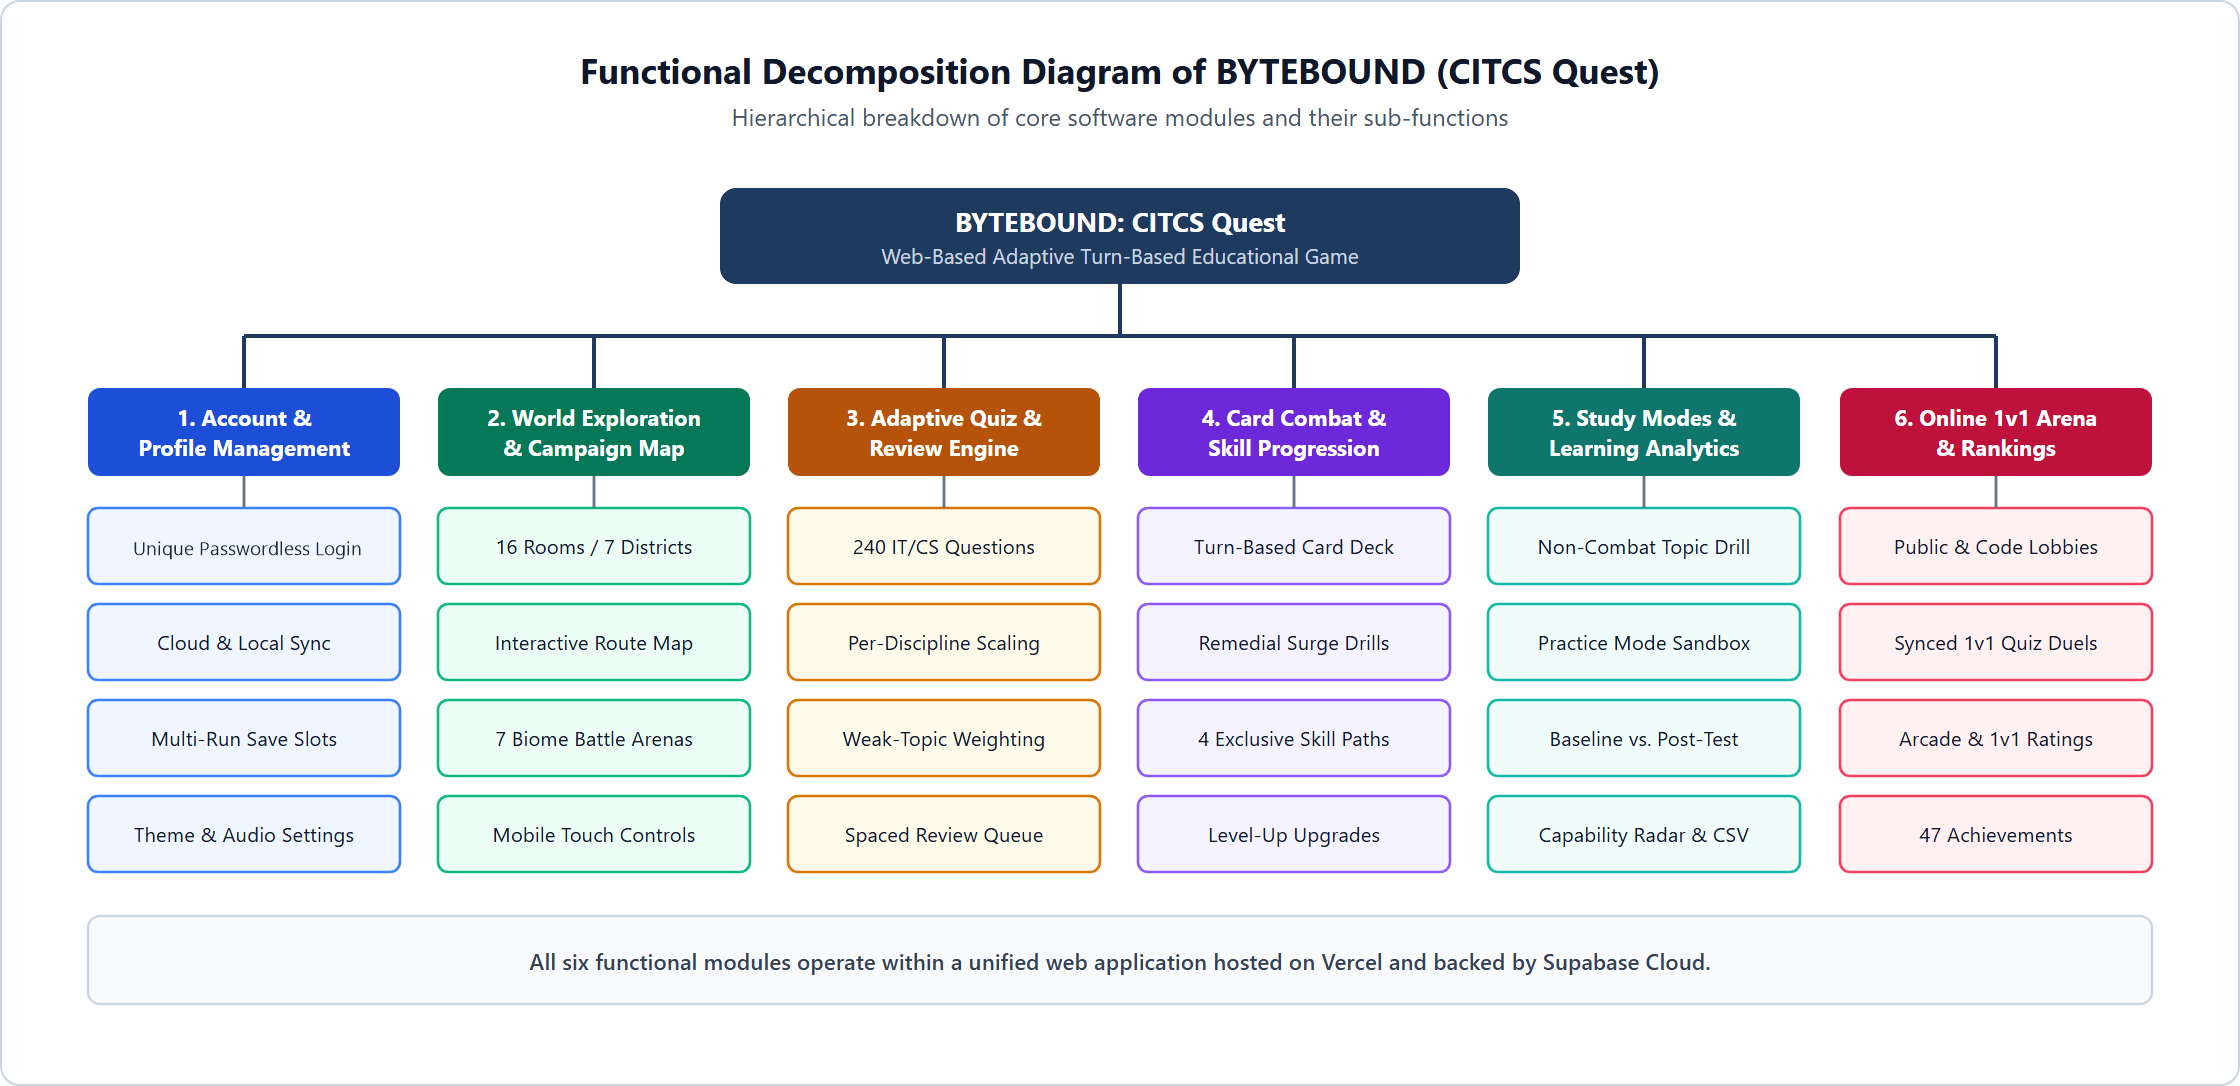 Functional Decomposition Diagram of BYTEBOUND (CITCS Quest)
Hierarchical breakdown of core software modules and their sub-functions
BYTEBOUND: CITCS Quest
Web-Based Adaptive Turn-Based Educational Game
1. Account &
Profile Management
Unique Passwordless Login
Cloud & Local Sync
Multi-Run Save Slots
Theme & Audio Settings
2. World Exploration
& Campaign Map
16 Rooms / 7 Districts
Interactive Route Map
7 Biome Battle Arenas
Mobile Touch Controls
3. Adaptive Quiz &
Review Engine
240 IT/CS Questions
Per-Discipline Scaling
Weak-Topic Weighting
Spaced Review Queue
4. Card Combat &
Skill Progression
Turn-Based Card Deck
Remedial Surge Drills
4 Exclusive Skill Paths
Level-Up Upgrades
5. Study Modes &
Learning Analytics
Non-Combat Topic Drill
Practice Mode Sandbox
Baseline vs. Post-Test
Capability Radar & CSV
6. Online 1v1 Arena
& Rankings
Public & Code Lobbies
Synced 1v1 Quiz Duels
Arcade & 1v1 Ratings
47 Achievements
All six functional modules operate within a unified web application hosted on Vercel and backed by Supabase Cloud.